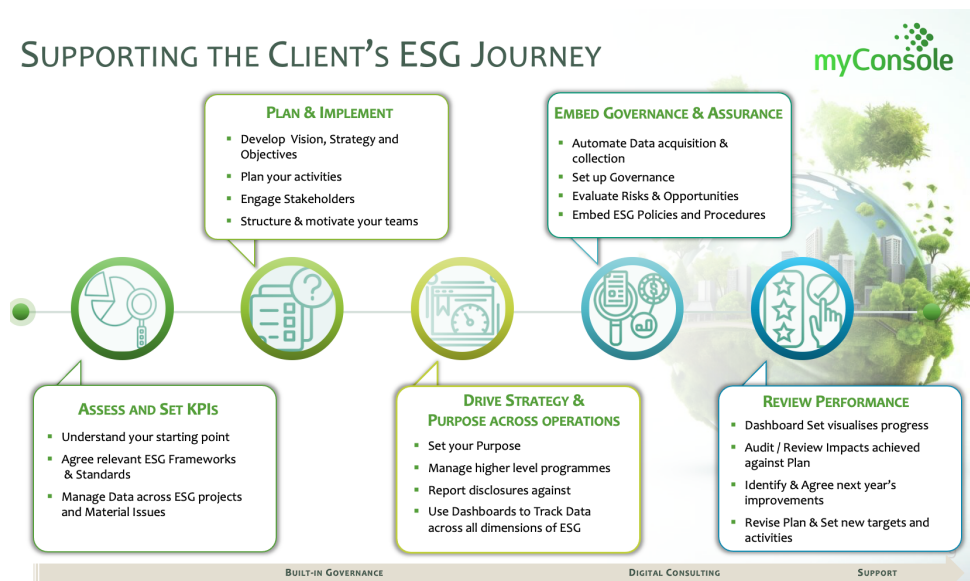 SUPPORTING THE CLIENT'S ESG JOURNEY
myConsole
PLAN & IMPLEMENT
Develop Vision, Strategy and
Objectives
Plan your activities
Engage Stakeholders
Structure & motivate your teams
EMBED GOVERNANCE & ASSURANCE
Automate Data acquisition &
collection
Set up Governance
Evaluate Risks & Opportunities
Embed ESG Policies and Procedures
ASSESS AND SET KPIS
Understand your starting point
Agree relevant ESG Frameworks
& Standards
Manage Data across ESG projects
and Material Issues
DRIVE STRATEGY &
PURPOSE ACROSS OPERATIONS
Set your Purpose
Manage higher level programmes
Report disclosures against
Use Dashboards to Track Data
across all dimensions of ESG
REVIEW PERFORMANCE
Dashboard Set visualises progress
Audit / Review Impacts achieved
against Plan
Identify & Agree next year's
improvements
Revise Plan & Set new targets and
activities
BUILT-IN GOVERNANCE
DIGITAL CONSULTING
SUPPORT